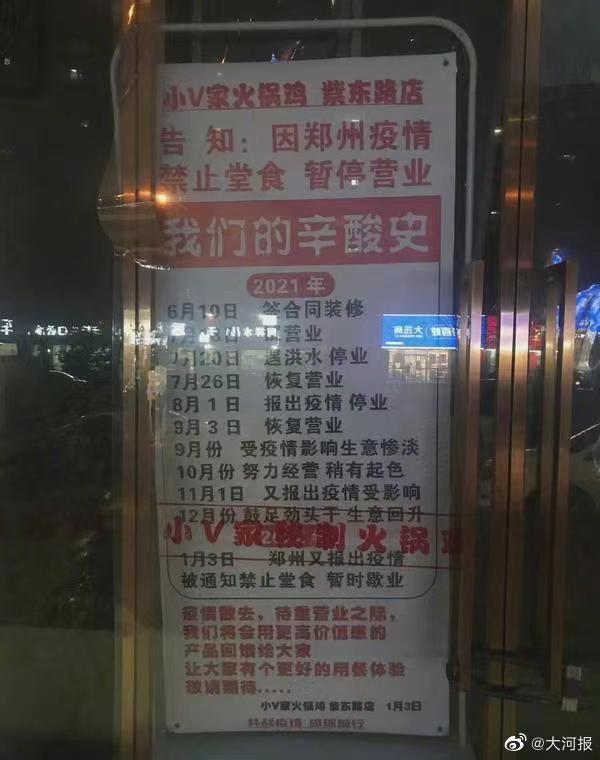 小V家火锅鸡 紫东路店
告 知：因郑州疫情
禁止堂食 暂停营业
我们的辛酸史
2021年
6月10日 签合同装修
营业
7月20日 遇洪水 停业
7月26日 恢复营业
8月1日 报出疫情 停业
9月3日 恢复营业
9月份 受疫情影响生意惨淡
10月份 努力经营 稍有起色
11月1日 又报出疫情受影响
12月份 鼓足劲头干 生意回升
小V家 火锅
1月3日 郑州又报出疫情
被通知禁止堂食 暂时歇业
疫情散去，待重营业之际，
我们将会用更高价值感的
产品回馈给大家
让大家有个更好的用餐体验
敬请期待.....
小V家火锅鸡 紫东路店 1月3日
共战疫情
@大河报